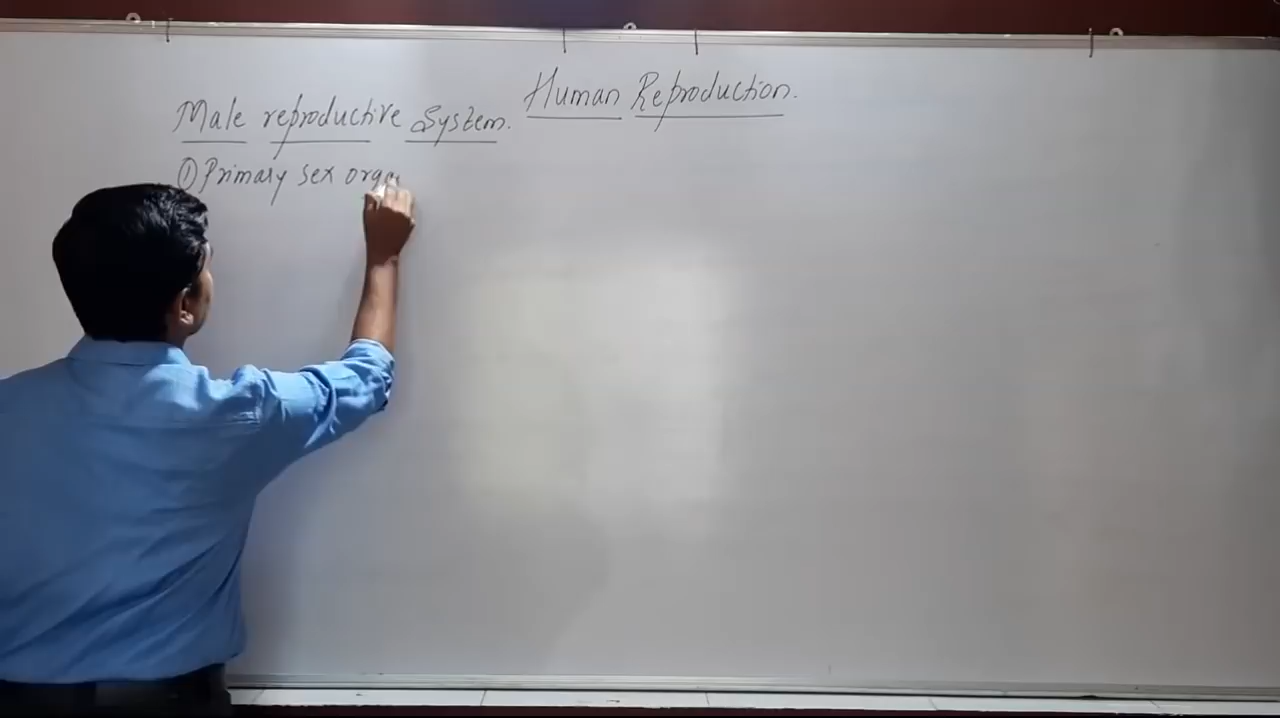 Human Reproduction.
Male reproductive System.
① Primary sex orga